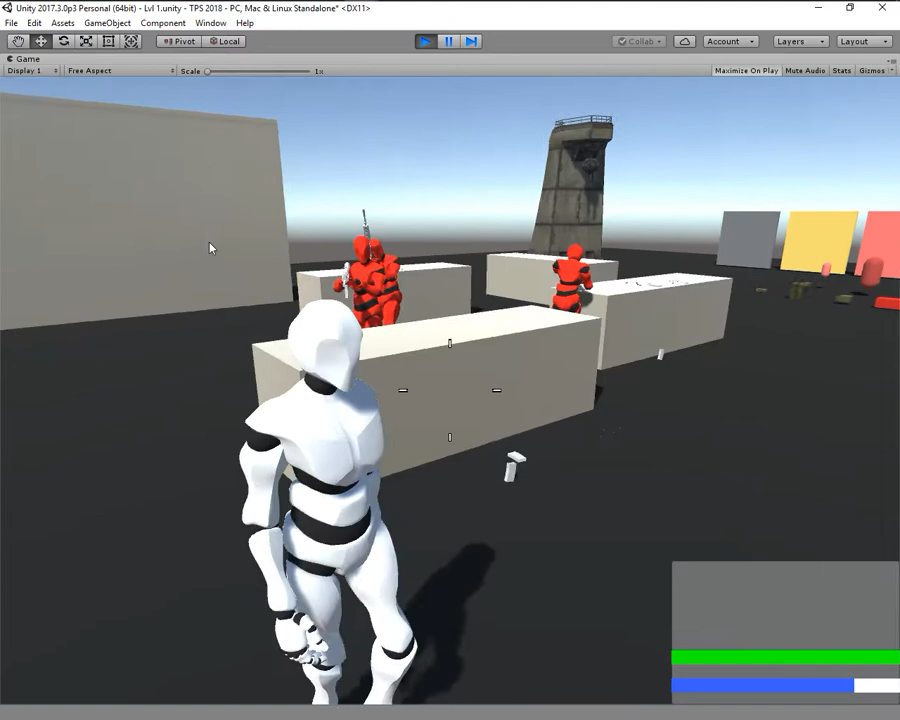 Unity 2017.3.0p3 Personal (64bit) - Lvl 1.unity - TPS 2018 - PC, Mac & Linux Standalone* <DX11>
File Edit Assets GameObject Component Window Help
Pivot Local Collab Account Layers Layout
Game
Display 1 Free Aspect Scale 1x Maximize On Play Mute Audio Stats Gizmos